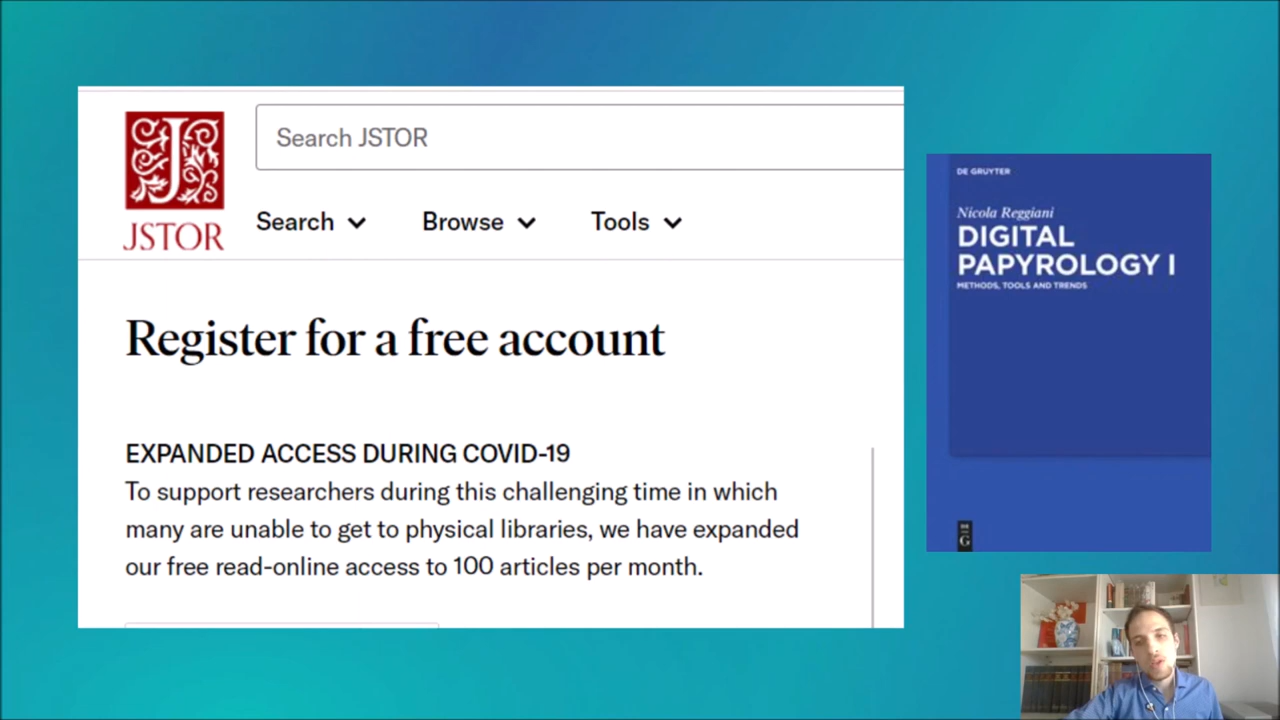 Search JSTOR
JSTOR
Search
Browse
Tools
Register for a free account
EXPANDED ACCESS DURING COVID-19
To support researchers during this challenging time in which
many are unable to get to physical libraries, we have expanded
our free read-online access to 100 articles per month.
DE GRUYTER
Nicola Reggiani
DIGITAL
PAPYROLOGY I
METHODS, TOOLS AND TRENDS
DE
G